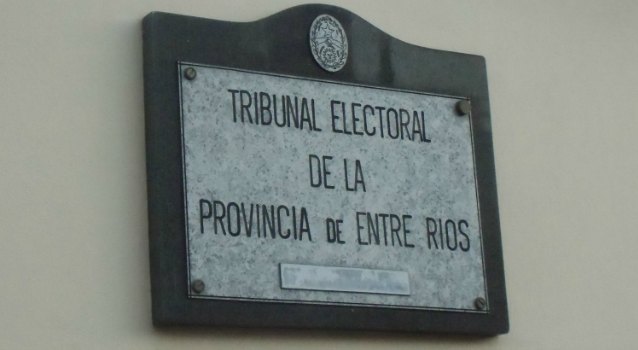 TRIBUNAL ELECTORAL
DE LA
PROVINCIA DE ENTRE RIOS